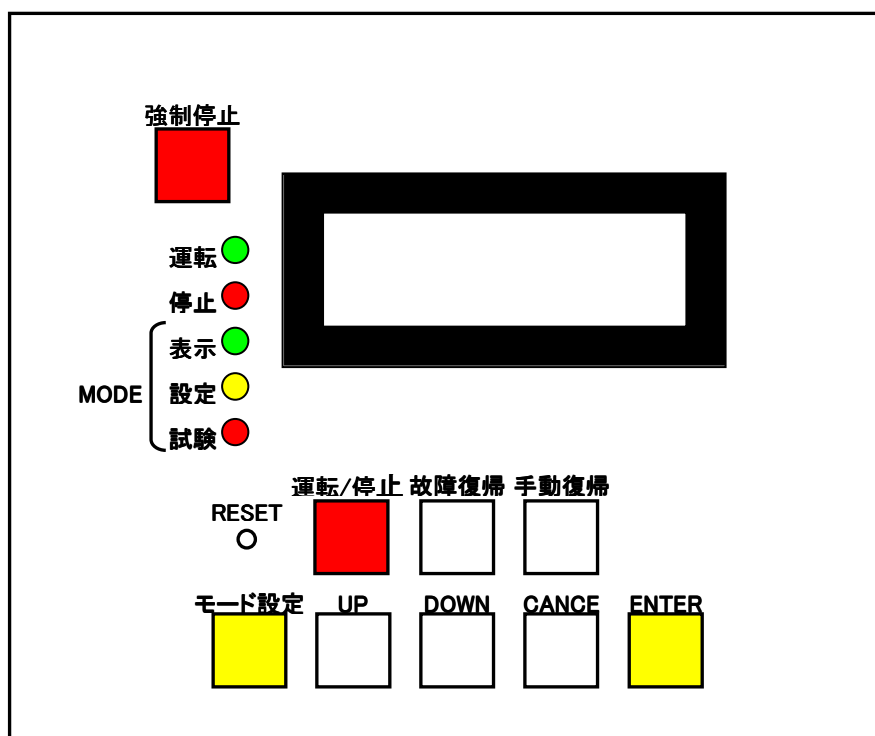 強制停止
運転
停止
表示
MODE 設定
試験
運転/停止 故障復帰 手動復帰
RESET
モード設定 UP DOWN CANCE ENTER